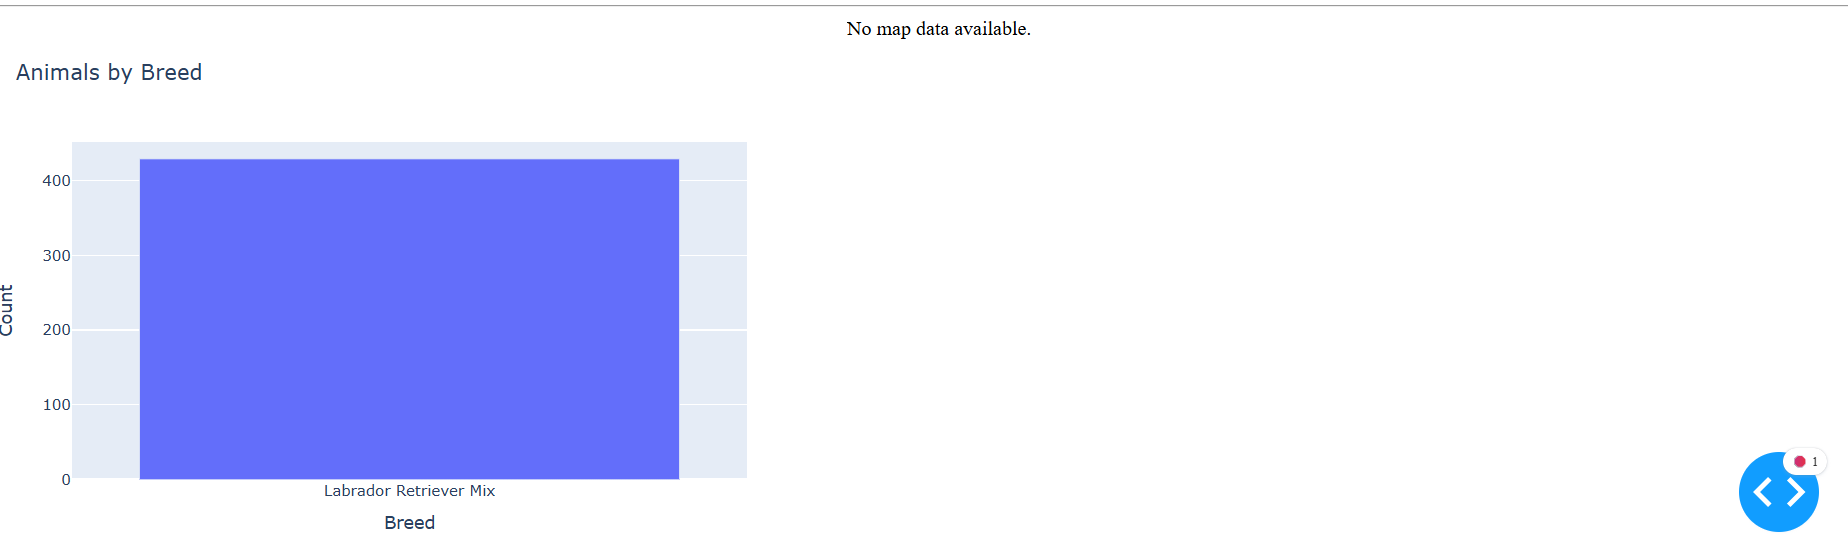 No map data available.
Animals by Breed
400
300
200
100
0
Count
Labrador Retriever Mix
Breed
1